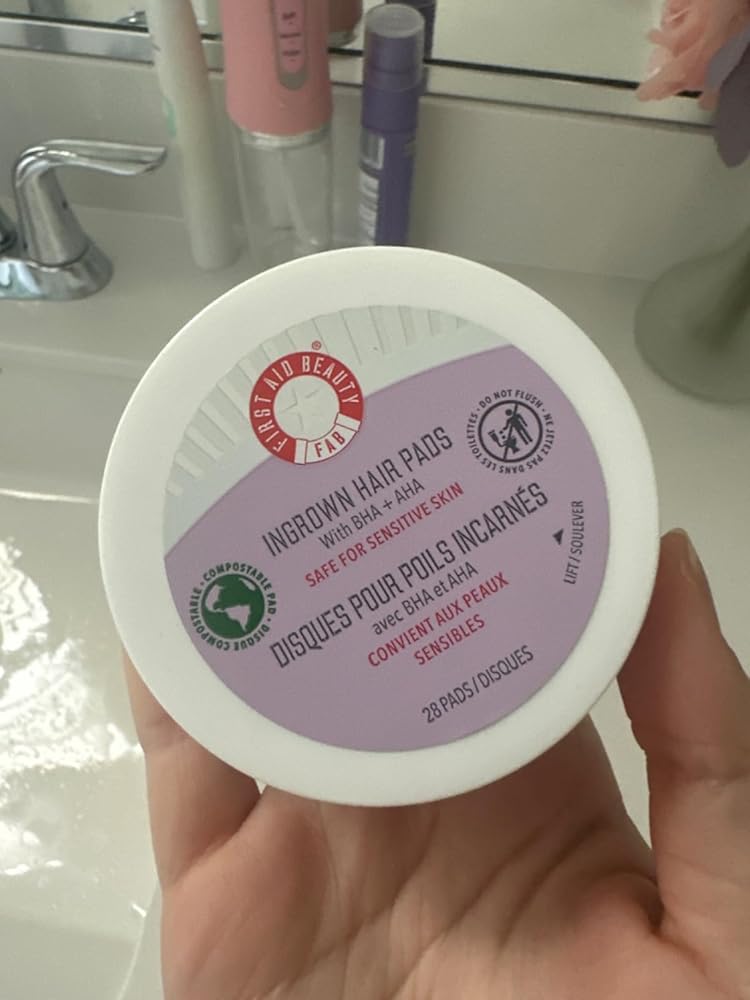 ®
FIRST AID BEAUTY
FAB
DO NOT FLUSH · NE JETEZ PAS DANS LES TOILETTES ·
INGROWN HAIR PADS
With BHA + AHA
SAFE FOR SENSITIVE SKIN
DISQUES POUR POILS INCARNÉS
avec BHA et AHA
CONVIENT AUX PEAUX
SENSIBLES
LIFT / SOULEVER
COMPOSTABLE PAD · DISQUE COMPOSTABLE ·
28 PADS / DISQUES